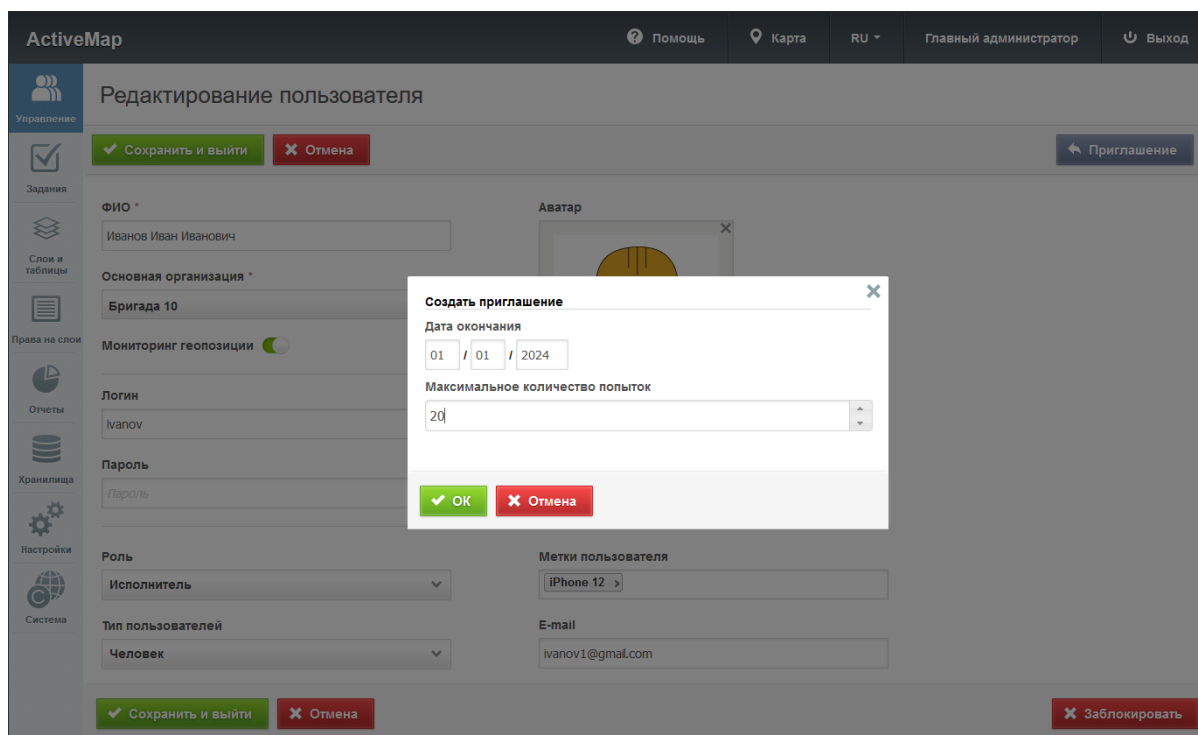 ActiveMap
Помощь
Карта
RU
Главный администратор
Выход
Управление
Задания
Слои и
таблицы
Права на слои
Отчеты
Хранилища
Настройки
Система
Редактирование пользователя
Сохранить и выйти
Отмена
Приглашение
ФИО *
Иванов Иван Иванович
Основная организация *
Бригада 10
Мониторинг геопозиции
Логин
ivanov
Пароль
Пароль
Роль
Исполнитель
Тип пользователей
Человек
Аватар
Метки пользователя
iPhone 12
E-mail
ivanov1@gmail.com
Создать приглашение
Дата окончания
01 / 01 / 2024
Максимальное количество попыток
20
ОК
Отмена
Сохранить и выйти
Отмена
Заблокировать